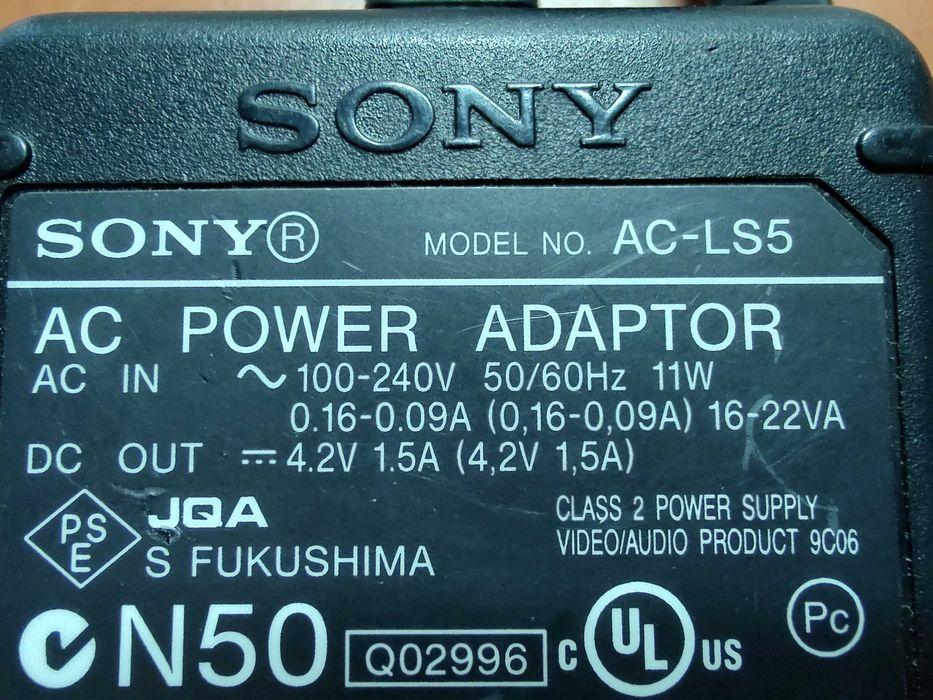 SONY
SONY® MODEL NO. AC-LS5
AC POWER ADAPTOR
AC IN ~ 100-240V 50/60Hz 11W
0.16-0.09A (0,16-0,09A) 16-22VA
DC OUT ⎓ 4.2V 1.5A (4,2V 1,5A)
PS
E
JQA
S FUKUSHIMA
CLASS 2 POWER SUPPLY
VIDEO/AUDIO PRODUCT 9C06
N50
Q02996
C UL US
Pc